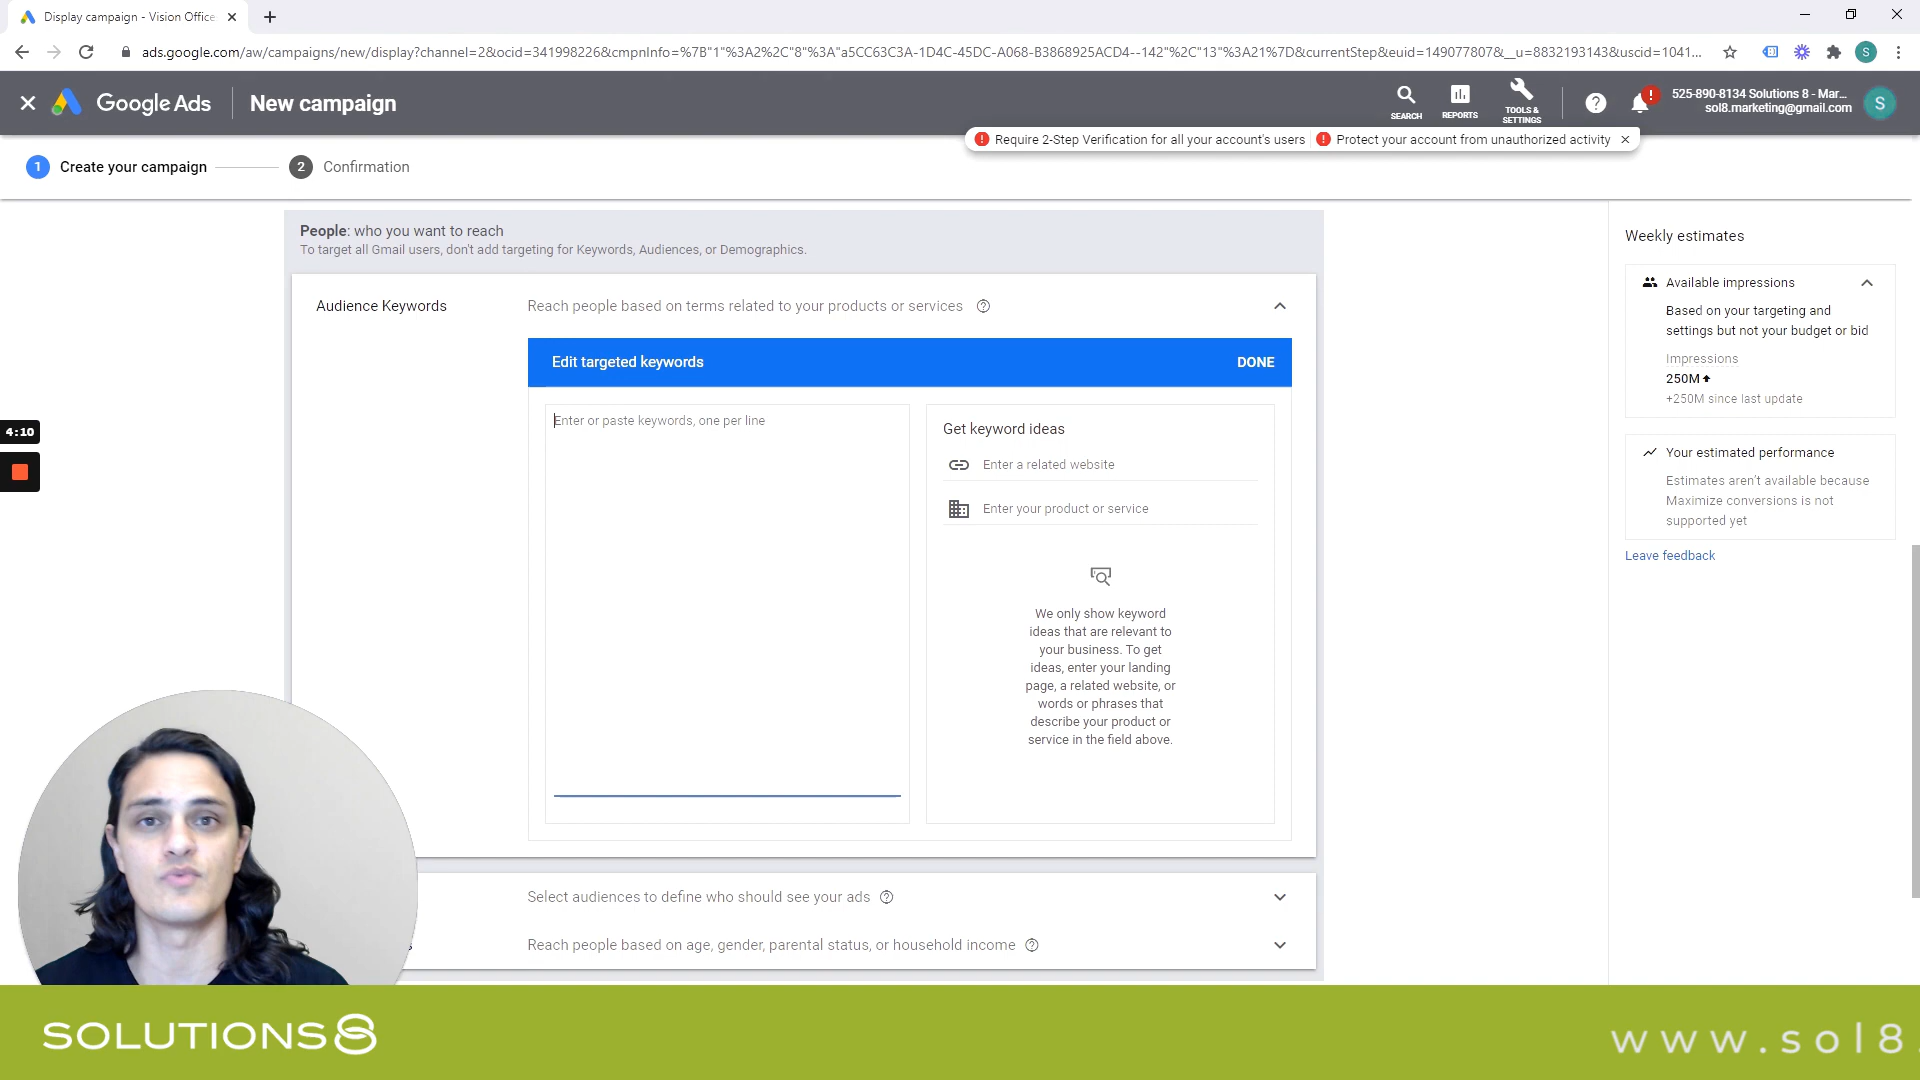 Display campaign - Vision Office
ads.google.com/aw/campaigns/new/display?channel=2&ocid=341998226&cmpnInfo=%7B"1"%3A2%2C"8"%3A"a5CC63C3A-1D4C-45DC-A068-B3868925ACD4--142"%2C"13"%3A21%7D&currentStep&euid=149077807&__u=8832193143&uscid=1041...
S
Google Ads
New campaign
SEARCH
REPORTS
TOOLS &
SETTINGS
525-890-8134 Solutions 8 - Mar...
sol8.marketing@gmail.com
S
Require 2-Step Verification for all your account's users
Protect your account from unauthorized activity
1 Create your campaign
2 Confirmation
People: who you want to reach
To target all Gmail users, don't add targeting for Keywords, Audiences, or Demographics.
Audience Keywords
Reach people based on terms related to your products or services
Edit targeted keywords
DONE
Enter or paste keywords, one per line
Get keyword ideas
Enter a related website
Enter your product or service
We only show keyword
ideas that are relevant to
your business. To get
ideas, enter your landing
page, a related website, or
words or phrases that
describe your product or
service in the field above.
Select audiences to define who should see your ads
Reach people based on age, gender, parental status, or household income
Weekly estimates
Available impressions
Based on your targeting and
settings but not your budget or bid
Impressions
250M
+250M since last update
Your estimated performance
Estimates aren't available because
Maximize conversions is not
supported yet
Leave feedback
4:10
SOLUTIONS 8
www.sol8.